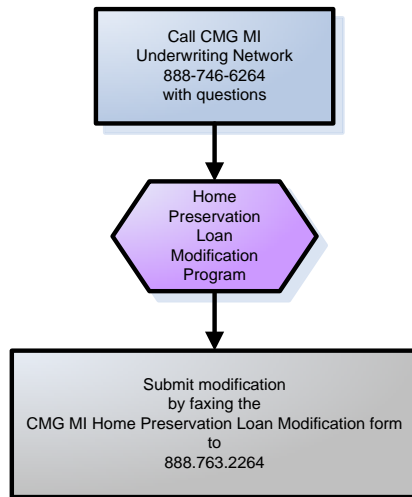 Call CMG MI
Underwriting Network
888-746-6264
with questions
Home
Preservation
Loan
Modification
Program
Submit modification
by faxing the
CMG MI Home Preservation Loan Modification form
to
888.763.2264